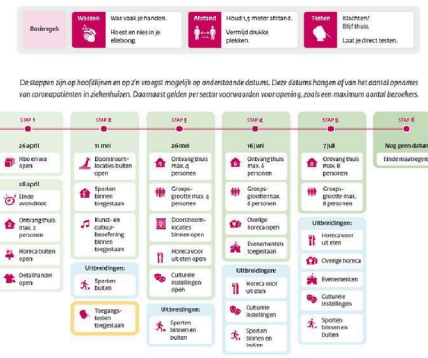 Basisregels
Wassen
Was vaak je handen.
Hoest en nies in je
elleboog.
Afstand
Houd 1,5 meter afstand.
Vermijd drukke
plekken.
Testen
Klachten?
Blijf thuis.
Laat je direct testen.
De stappen zijn op hoofdlijnen en op z'n vroegst mogelijk op onderstaande datums. Deze datums hangen af van het aantal opnames
van coronapatiënten in ziekenhuizen. Daarnaast gelden per sector voorwaarden voor opening, zoals een maximum aantal bezoekers.
STAP 1
26 april
Hbo en wo
open
28 april
Einde
avondklok
Ontvangthuis
max. 2
personen
Horeca buiten
open
Detailhandel
open
STAP 2
11 mei
Doorstroom-
locaties
buiten open
Sporten
binnen
toegestaan
Kunst- en
cultuur-
beoefening
binnen
toegestaan
Uitbreidingen:
Sporten
buiten
Toegangs-
testen
toegestaan
STAP 3
26 mei
Ontvang thuis
max. 4
personen
Groeps-
grootte max. 4
personen
Doorstroom-
locaties
binnen open
Horeca voor
uit eten open
Culturele
instellingen
open
Uitbreidingen:
Sporten
binnen en
buiten
STAP 4
16 juni
Ontvang thuis
max. 6
personen
Groeps-
grootte max.
6 personen
Overige
horeca open
Evenementen
toegestaan
Uitbreidingen:
Horeca voor
uit eten
Culturele
instellingen
Sporten
binnen en
buiten
STAP 5
7 juli
Ontvang thuis
max. 8
personen
Groeps-
grootte max.
8 personen
Uitbreidingen:
Horeca voor
uit eten
Overige horeca
Evenementen
Culturele
instellingen
Sporten
binnen en
buiten
STAP 6
Nog geen datum
Einde maatregelen